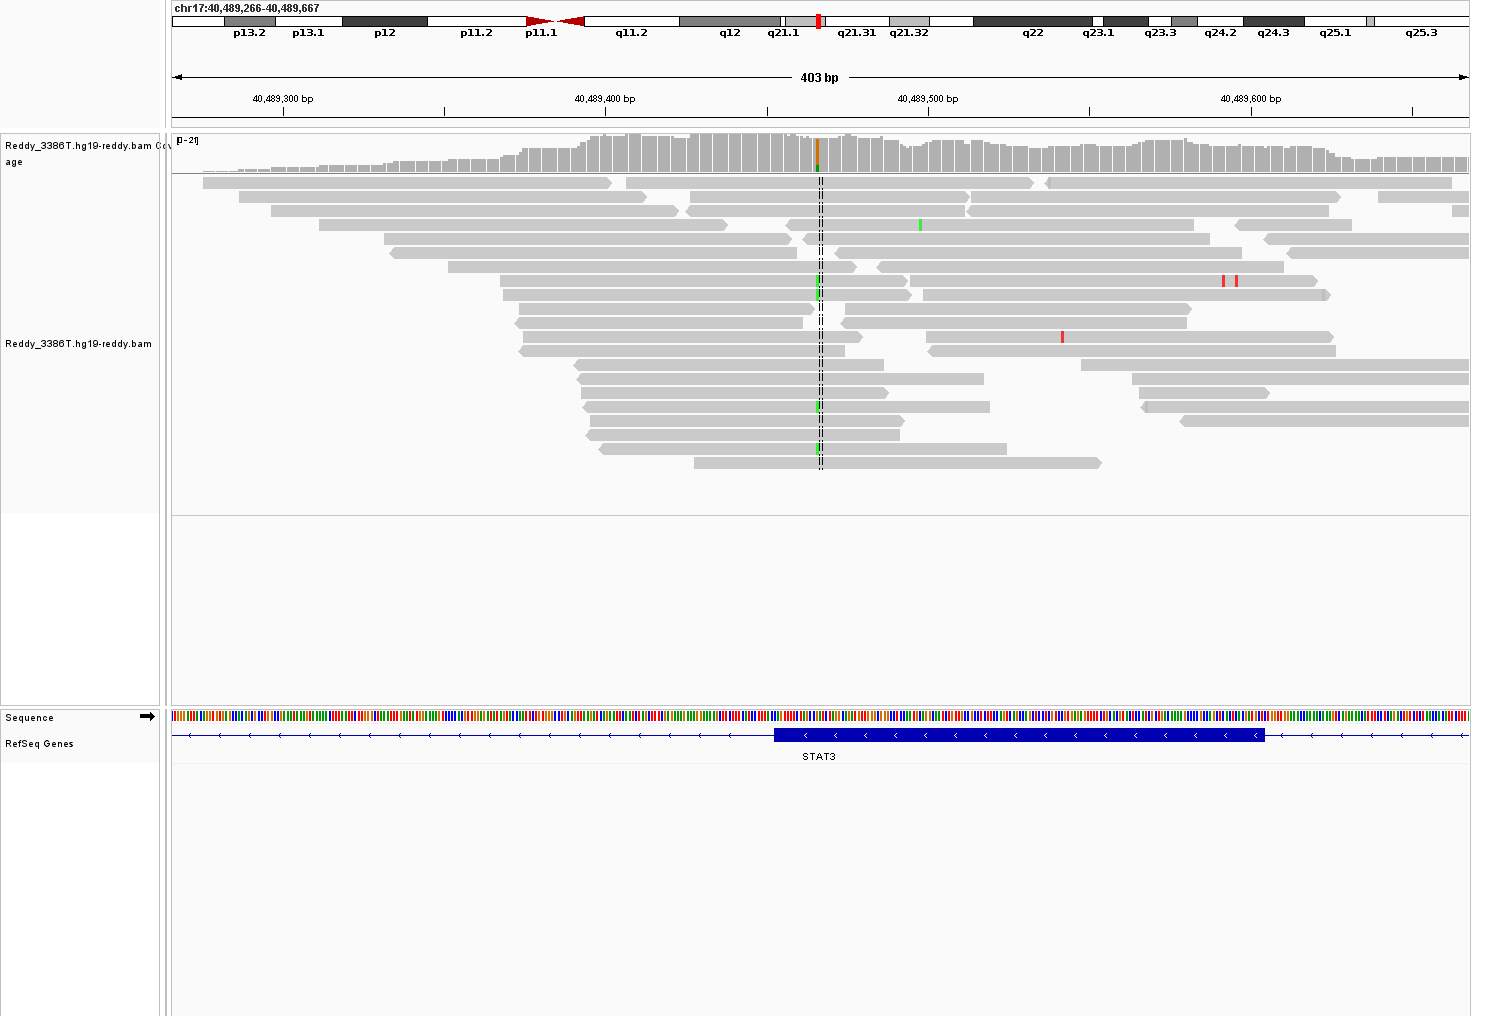 chr17:40,489,266-40,489,667
p13.2 p13.1 p12 p11.2 p11.1 q11.2 q12 q21.1 q21.31 q21.32 q22 q23.1 q23.3 q24.2 q24.3 q25.1 q25.3
403 bp
40,489,300 bp 40,489,400 bp 40,489,500 bp 40,489,600 bp
Reddy_3386T.hg19-reddy.bam Cov
age
[0-21]
Reddy_3386T.hg19-reddy.bam
Sequence
RefSeq Genes
STAT3